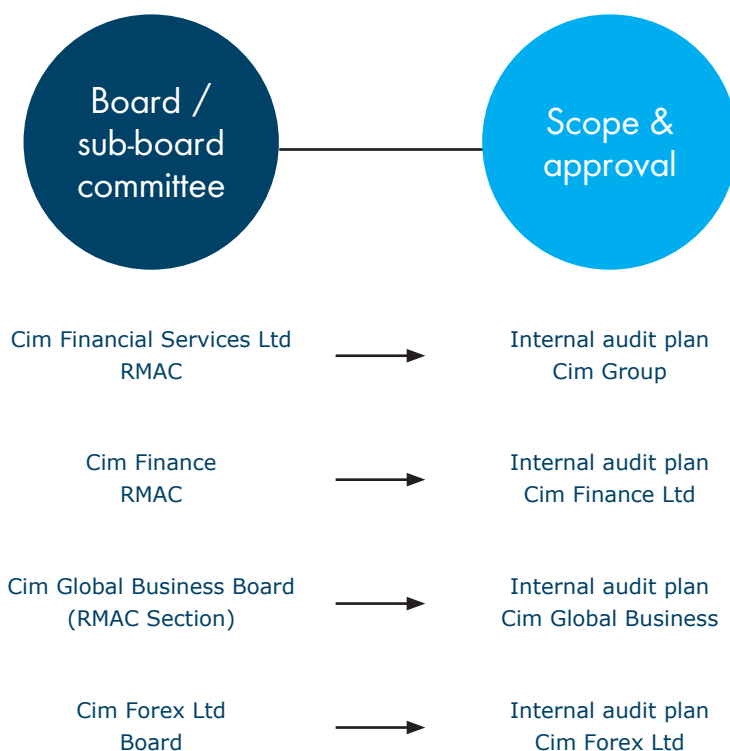 Board /
sub-board
committee
Scope &
approval
Cim Financial Services Ltd
RMAC
Internal audit plan
Cim Group
Cim Finance
RMAC
Internal audit plan
Cim Finance Ltd
Cim Global Business Board
(RMAC Section)
Internal audit plan
Cim Global Business
Cim Forex Ltd
Board
Internal audit plan
Cim Forex Ltd